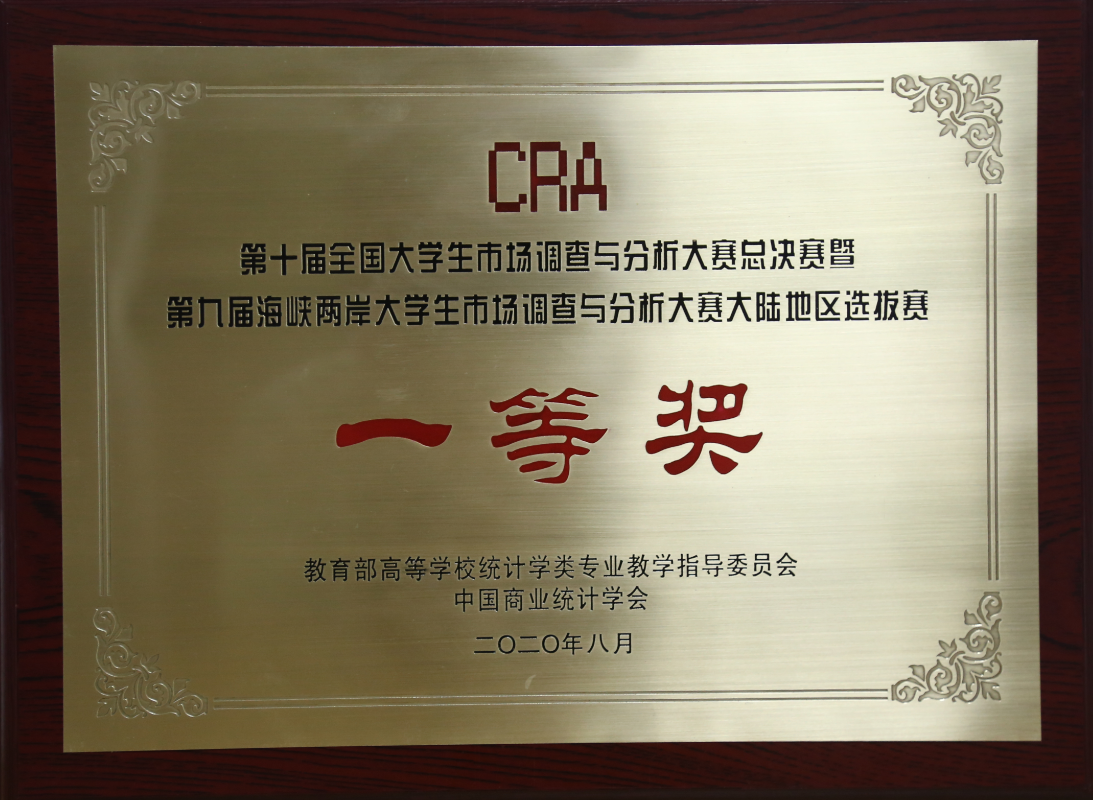 CRA
第十届全国大学生市场调查与分析大赛总决赛暨
第九届海峡两岸大学生市场调查与分析大赛大陆地区选拔赛
一等奖
教育部高等学校统计学类专业教学指导委员会
中国商业统计学会
二〇二〇年八月